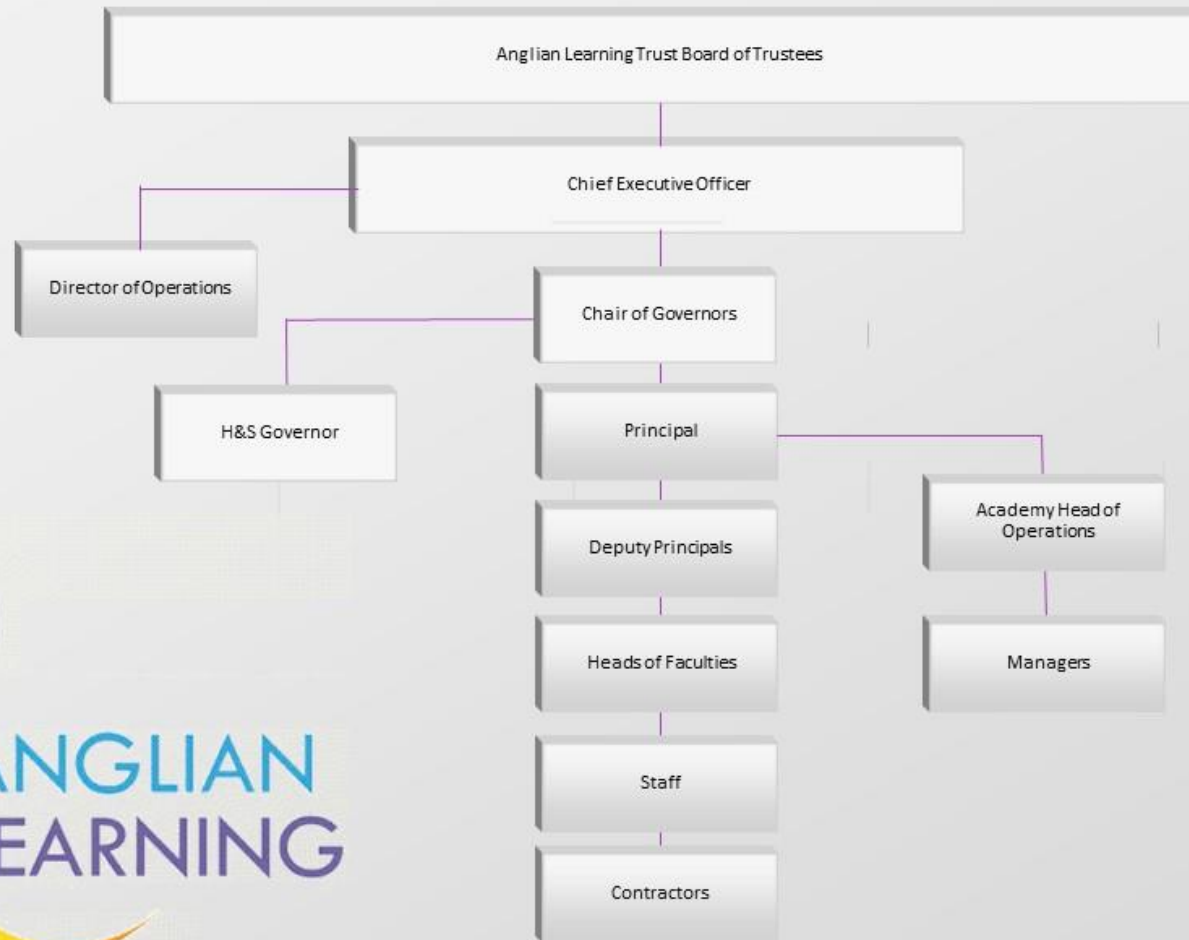 Anglian Learning Trust Board of Trustees
Chief Executive Officer
Director of Operations
Chair of Governors
H&S Governor
Principal
Academy Head of
Operations
Deputy Principals
Heads of Faculties
Managers
Staff
Contractors
ANGLIAN
EARNING